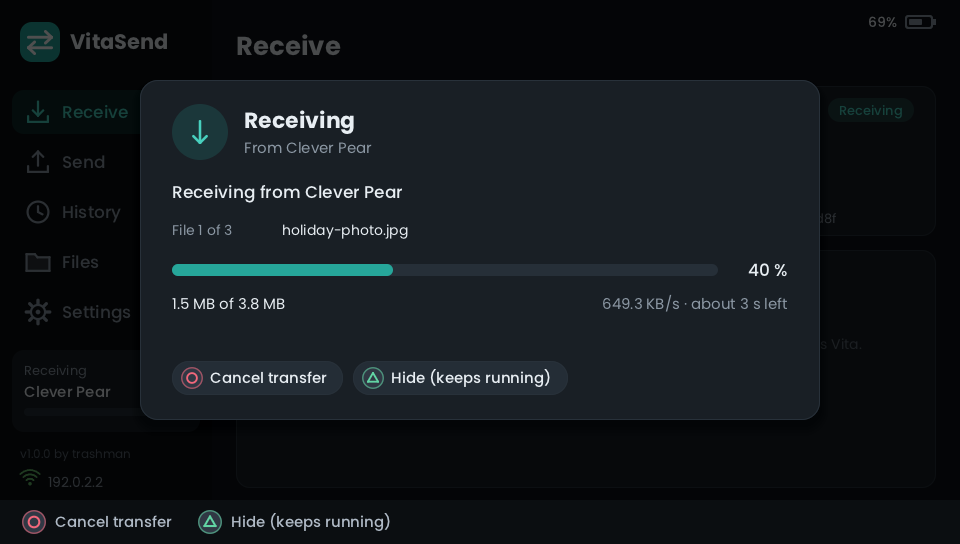 VitaSend
69%
Receive
Receive
Receiving
Send
History
Files
Settings
Receiving
Clever Pear
v1.0.0 by trashman
192.0.2.2
d8f
s Vita.
Receiving
From Clever Pear
Receiving from Clever Pear
File 1 of 3 holiday-photo.jpg
40 %
1.5 MB of 3.8 MB 649.3 KB/s · about 3 s left
Cancel transfer Hide (keeps running)
Cancel transfer Hide (keeps running)